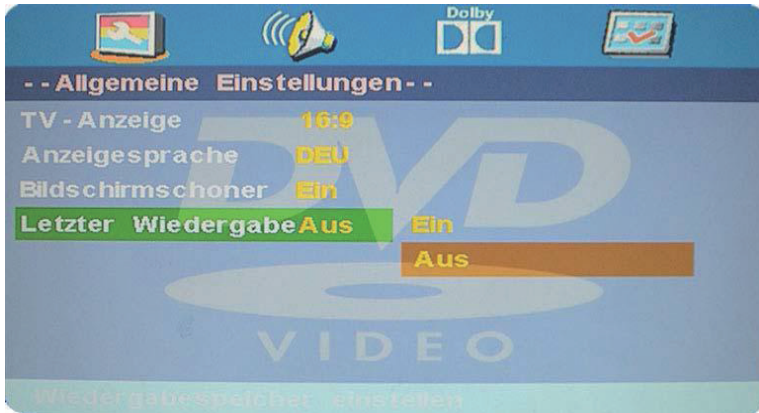 Dolby
--Allgemeine Einstellungen--
TV-Anzeige 16:9
Anzeigesprache DEU
Bildschirmschoner Ein
Letzter Wiedergabe Aus Ein
Aus
DVD
VIDEO
Wiedergabespeicher einstellen